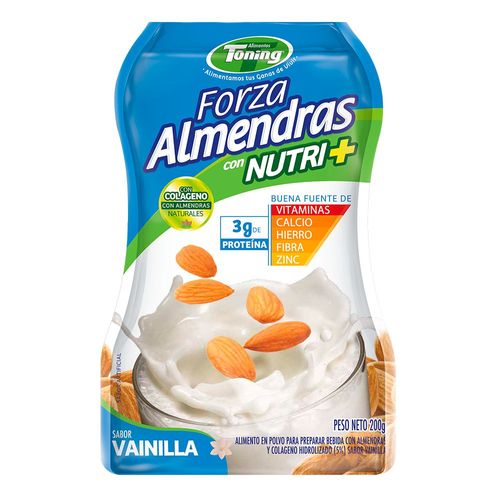 Alimentos
Toning
Alimentamos tus Ganas de Vivir
Forza
Almendras
con NUTRI+
CON
COLÁGENO
CON ALMENDRAS
NATURALES
3g DE
PROTEÍNA
BUENA FUENTE DE
VITAMINAS
CALCIO
HIERRO
FIBRA
ZINC
SABOR
VAINILLA
PESO NETO 200g
ALIMENTO EN POLVO PARA PREPARAR BEBIDA CON ALMENDRAS
Y COLAGENO HIDROLIZADO (5%) SABOR VAINILLA